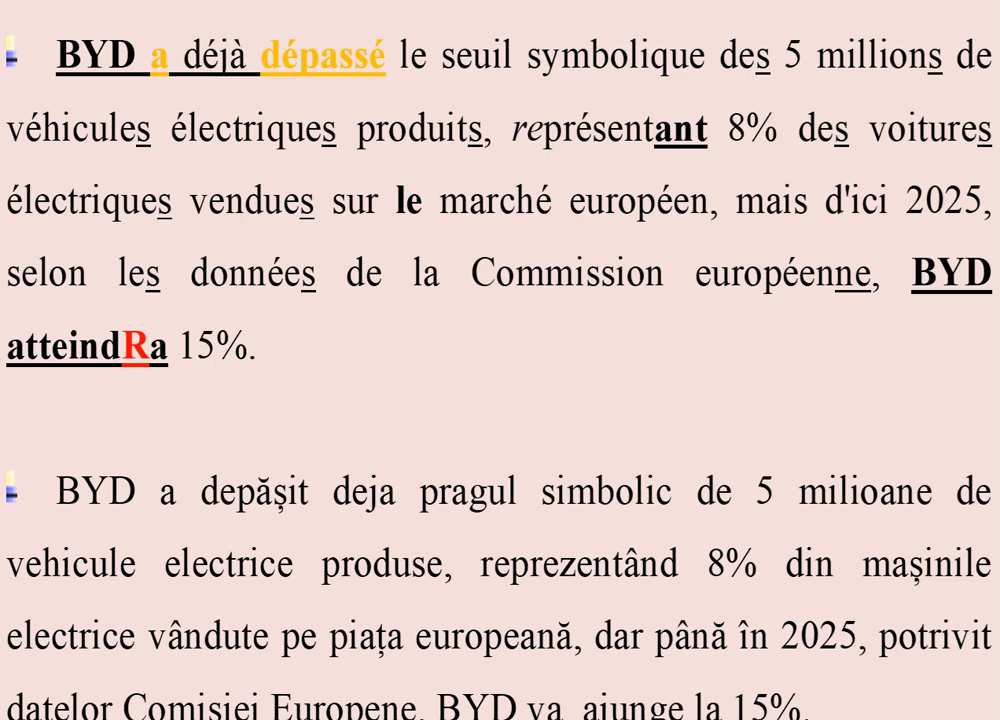 BYD a déjà dépassé le seuil symbolique des 5 millions de
véhicules électriques produits, représentant 8% des voitures
électriques vendues sur le marché européen, mais d'ici 2025,
selon les données de la Commission européenne, BYD
atteindRa 15%.
BYD a depășit deja pragul simbolic de 5 milioane de
vehicule electrice produse, reprezentând 8% din mașinile
electrice vândute pe piața europeană, dar până în 2025, potrivit
datelor Comisiei Europene, BYD va ajunge la 15%.